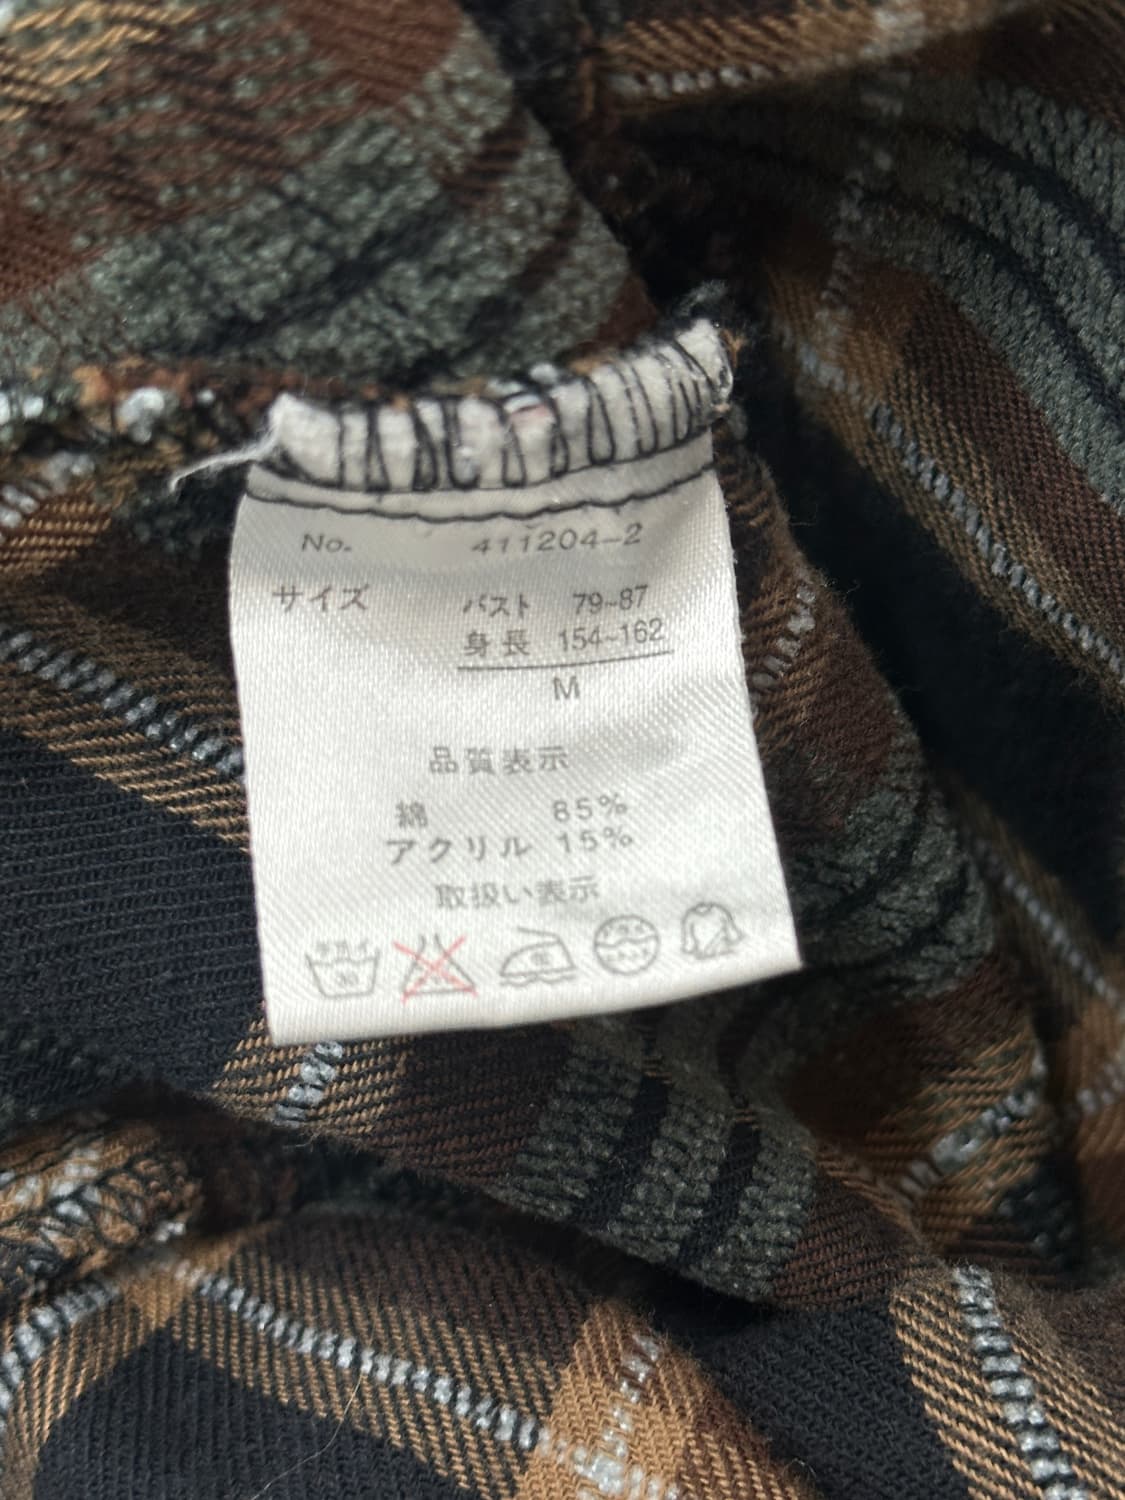 No. 411204-2
サイズ バスト 79~87
身長 154~162
M
品質表示
綿 85%
アクリル 15%
取扱い表示